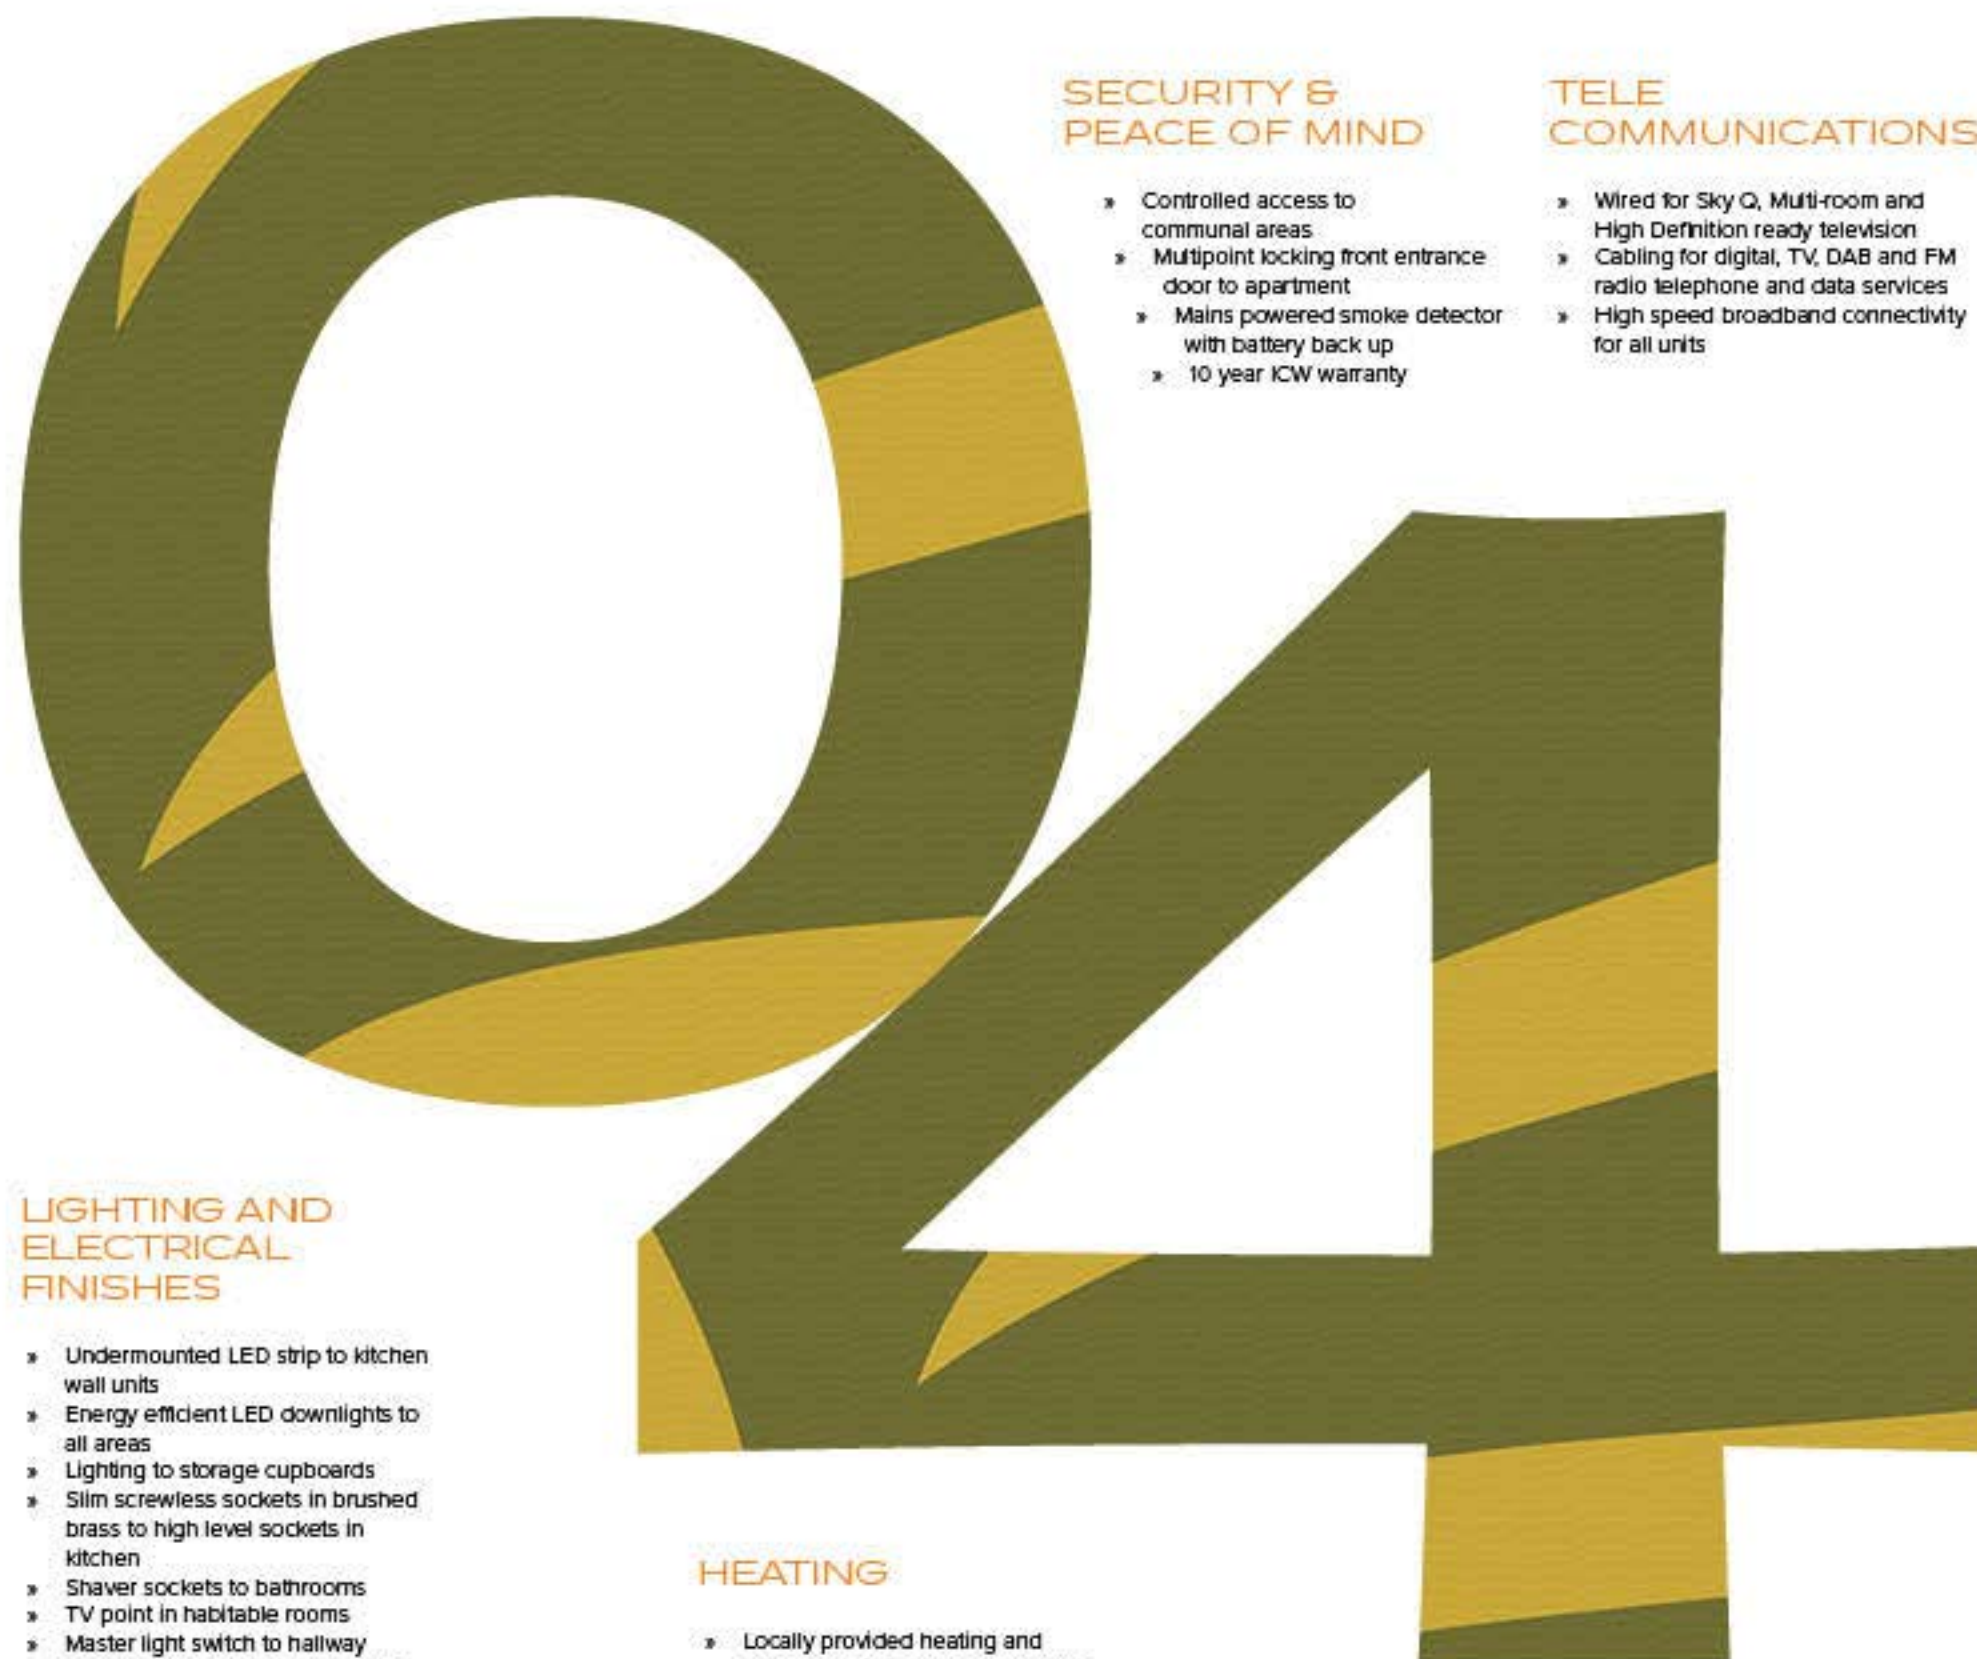 04
SECURITY &
PEACE OF MIND
» Controlled access to
communal areas
» Multipoint locking front entrance
door to apartment
» Mains powered smoke detector
with battery back up
» 10 year ICW warranty
TELE
COMMUNICATIONS
» Wired for Sky Q, Multi-room and
High Definition ready television
» Cabling for digital, TV, DAB and FM
radio telephone and data services
» High speed broadband connectivity
for all units
LIGHTING AND
ELECTRICAL
FINISHES
» Undermounted LED strip to kitchen
wall units
» Energy efficient LED downlights to
all areas
» Lighting to storage cupboards
» Slim screwless sockets in brushed
brass to high level sockets in
kitchen
» Shaver sockets to bathrooms
» TV point in habitable rooms
» Master light switch to hallway
HEATING
» Locally provided heating and